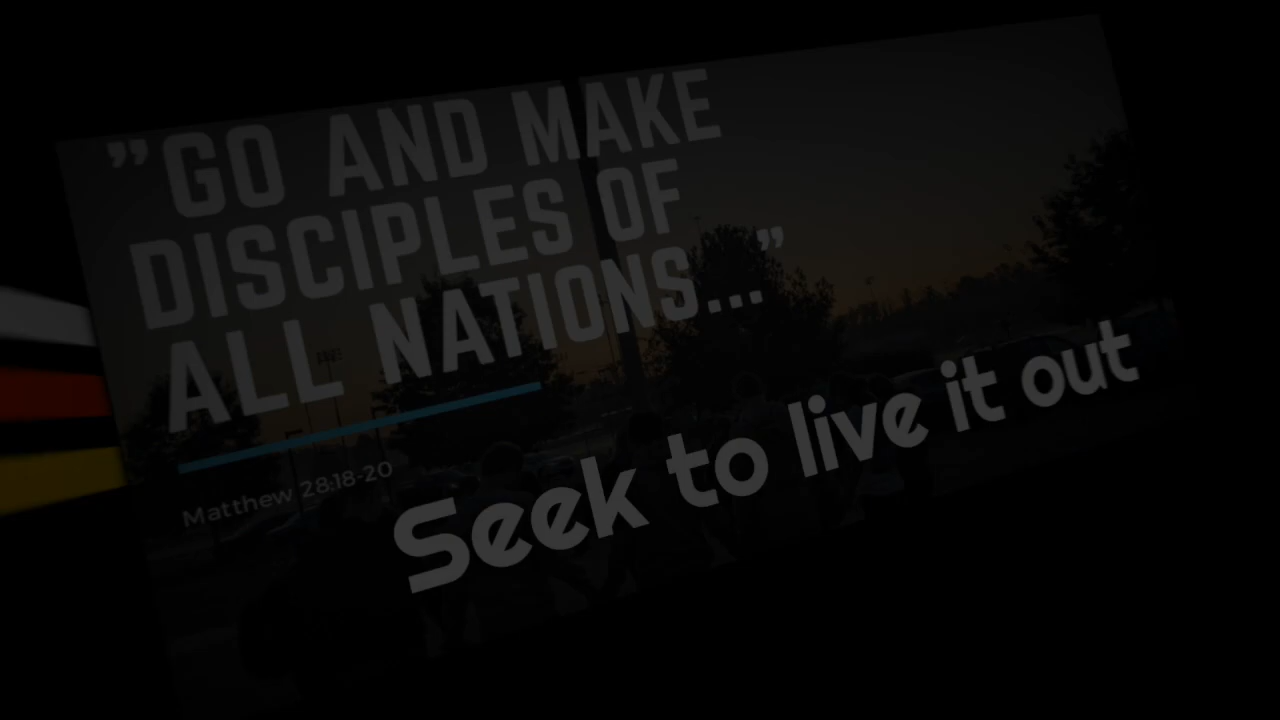 ”GO AND MAKE
DISCIPLES OF
ALL NATIONS...”
Matthew 28:18-20
Seek to live it out